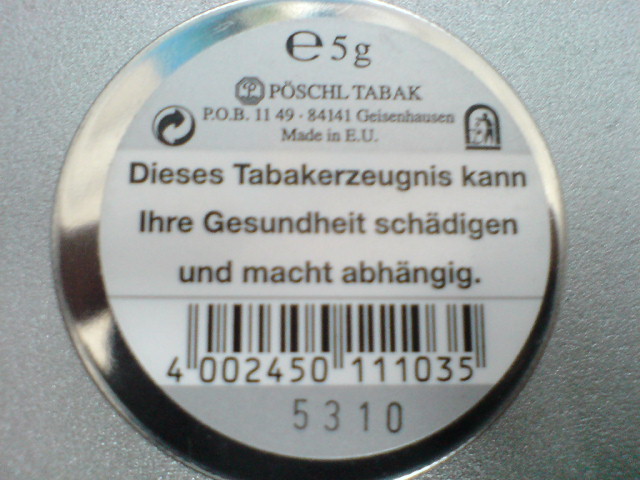 ℮ 5 g
PÖSCHL TABAK
P.O.B. 11 49 · 84141 Geisenhausen
Made in E.U.
Dieses Tabakerzeugnis kann
Ihre Gesundheit schädigen
und macht abhängig.
4 002450 111035
5310